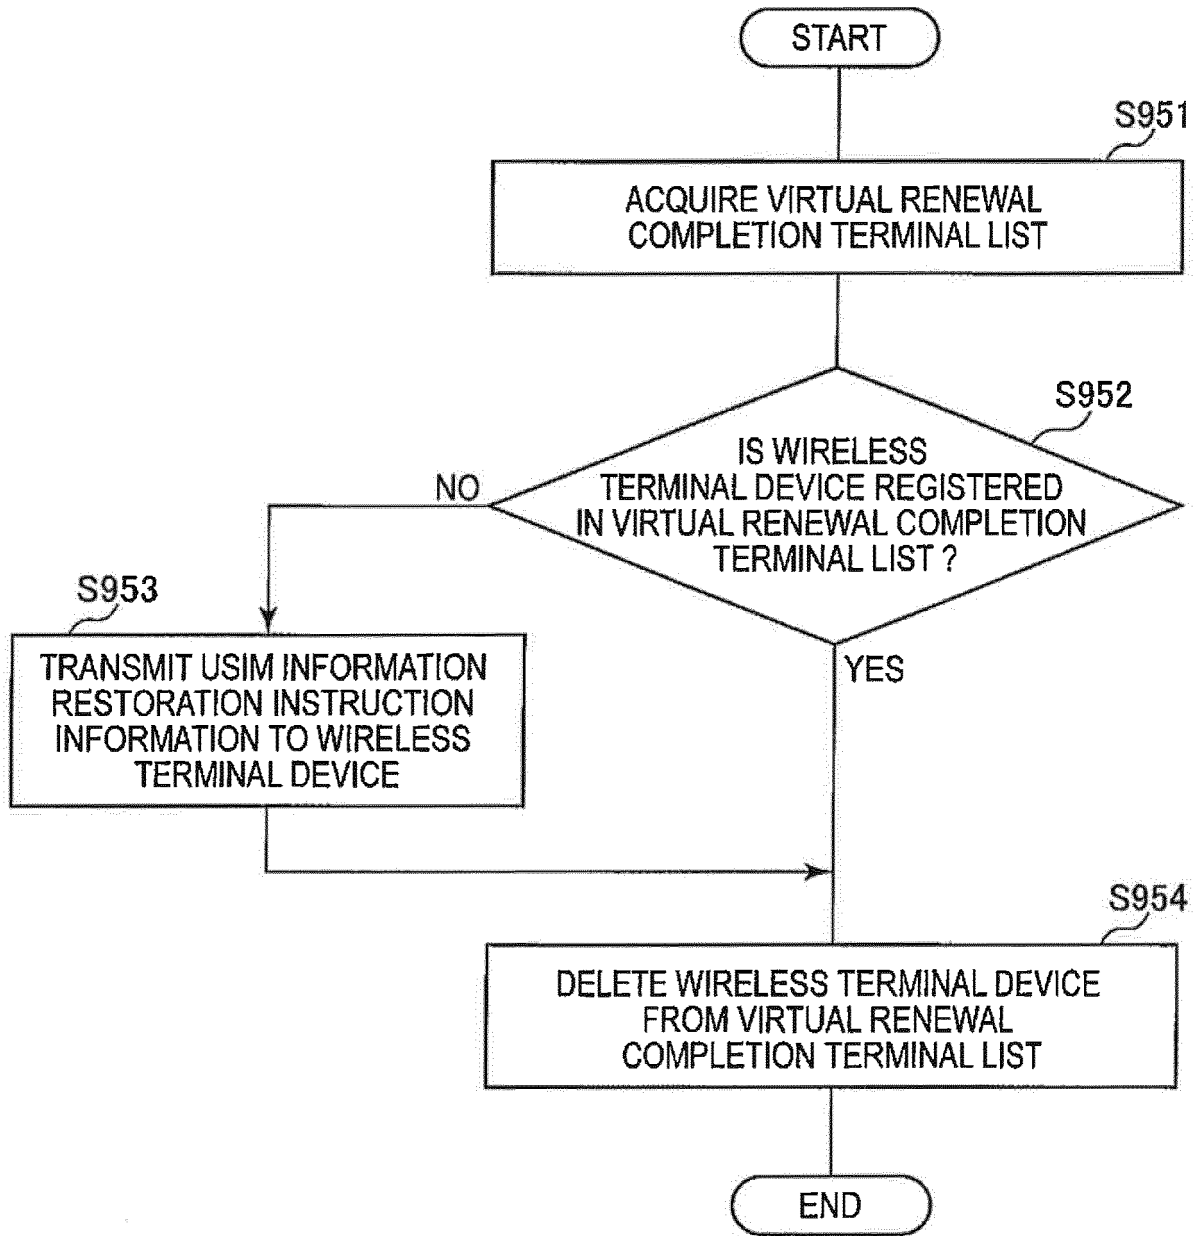 START
S951
ACQUIRE VIRTUAL RENEWAL
COMPLETION TERMINAL LIST
S952
IS WIRELESS
TERMINAL DEVICE REGISTERED
IN VIRTUAL RENEWAL COMPLETION
TERMINAL LIST ?
NO
YES
S953
TRANSMIT USIM INFORMATION
RESTORATION INSTRUCTION
INFORMATION TO WIRELESS
TERMINAL DEVICE
S954
DELETE WIRELESS TERMINAL DEVICE
FROM VIRTUAL RENEWAL
COMPLETION TERMINAL LIST
END